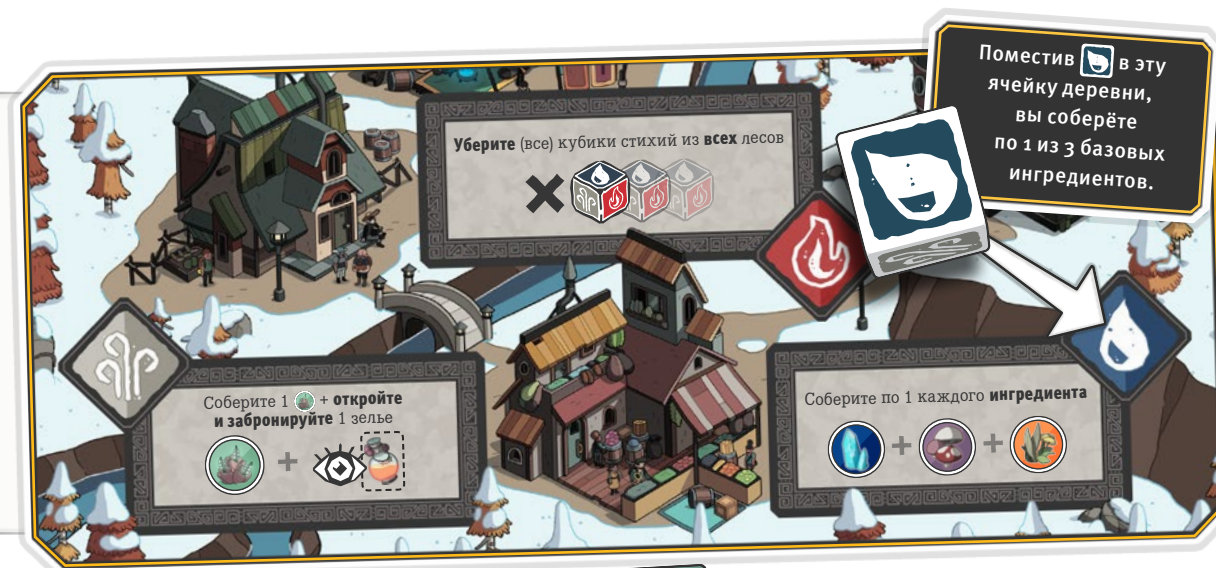 Поместив в эту
ячейку деревни,
вы соберёте
по 1 из 3 базовых
ингредиентов.
Уберите (все) кубики стихий из всех лесов
Соберите 1 + откройте
и забронируйте 1 зелье
+
Соберите по 1 каждого ингредиента
+ +